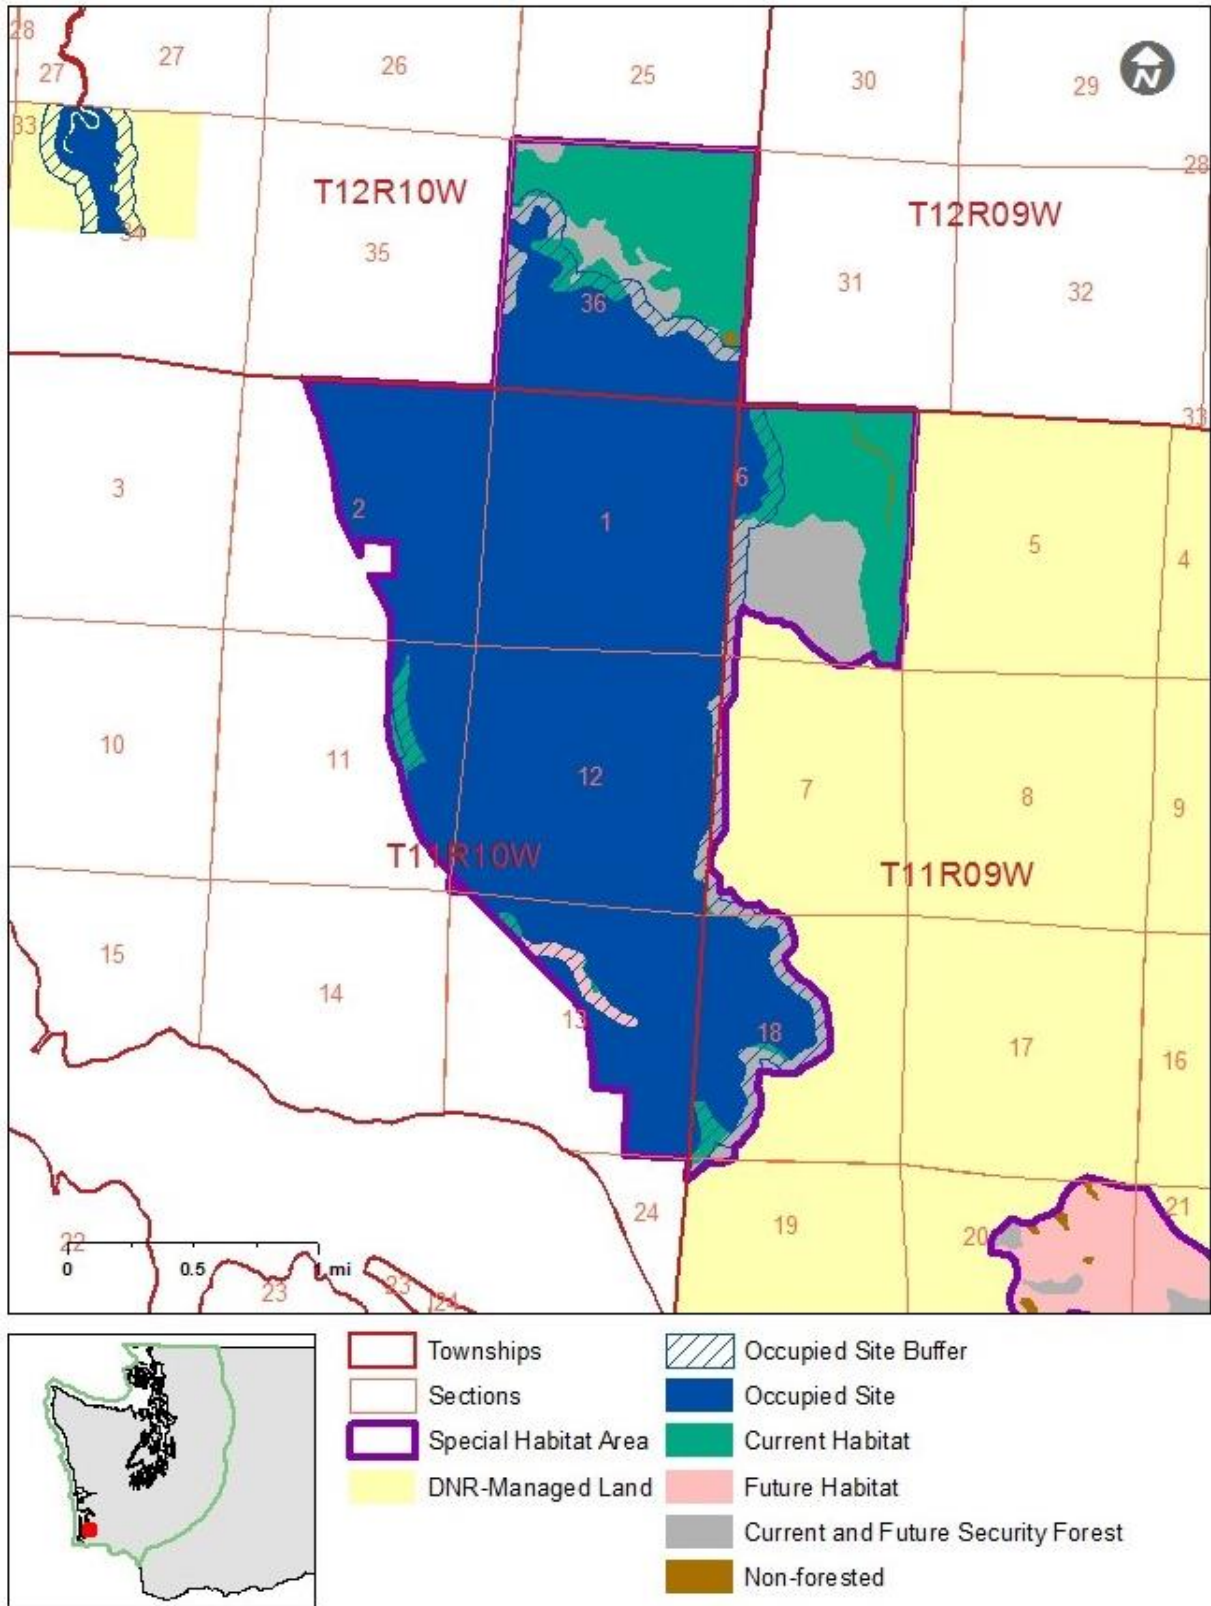 28
27
27
26
25
30
29
N
33
34
T12R10W
35
36
T12R09W
31
32
28
33
3
2
1
6
5
4
10
11
12
7
8
9
T11R10W
T11R09W
15
14
13
18
17
16
22
23
23
24
24
19
20
21
0 0.5 1 mi
Townships
Sections
Special Habitat Area
DNR-Managed Land
Occupied Site Buffer
Occupied Site
Current Habitat
Future Habitat
Current and Future Security Forest
Non-forested